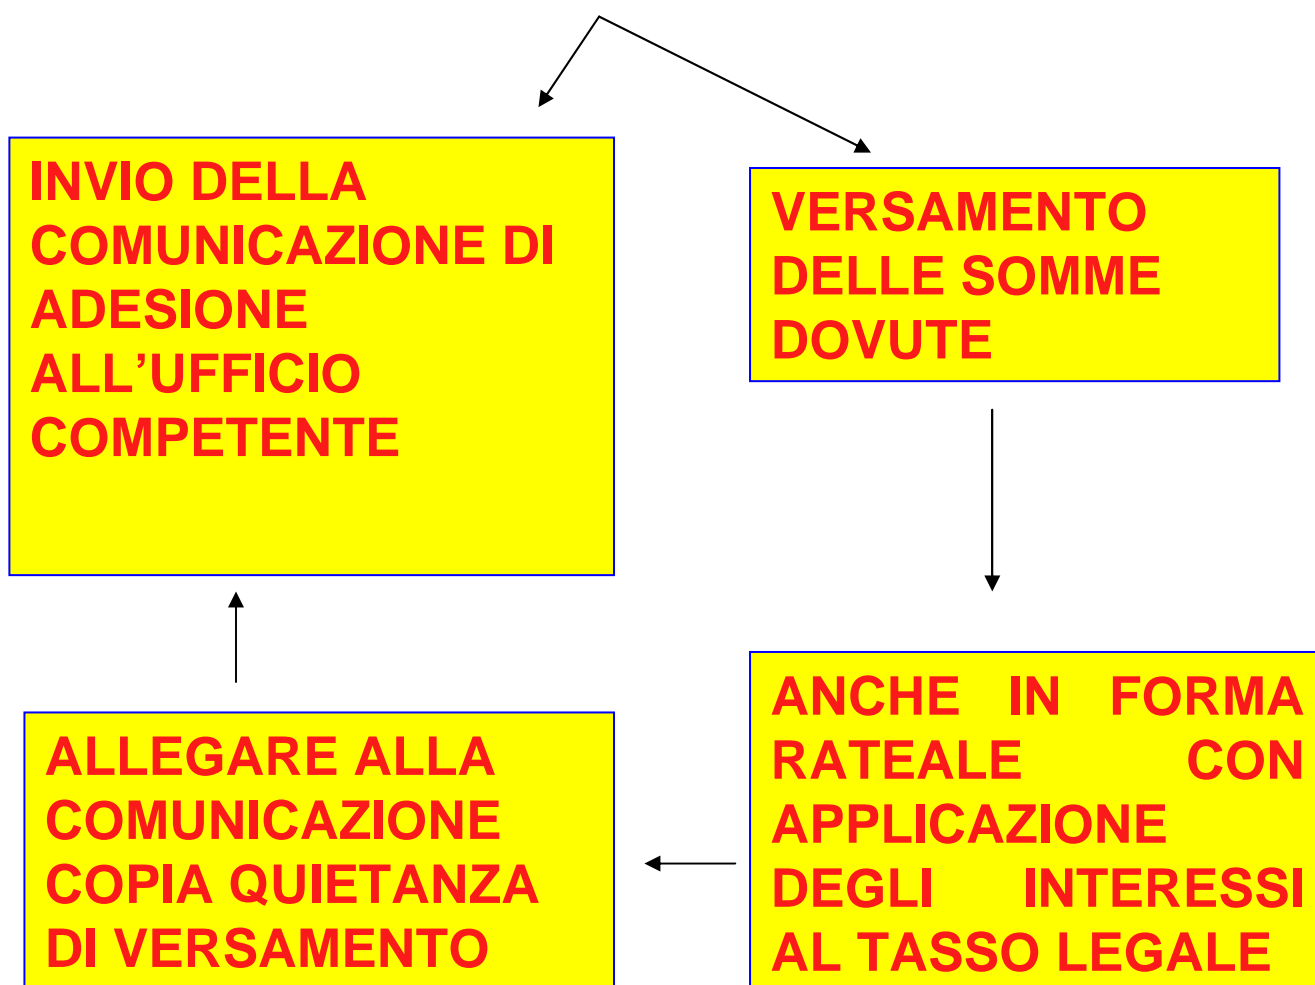 INVIO DELLA
COMUNICAZIONE DI
ADESIONE
ALL’UFFICIO
COMPETENTE
VERSAMENTO
DELLE SOMME
DOVUTE
ALLEGARE ALLA
COMUNICAZIONE
COPIA QUIETANZA
DI VERSAMENTO
ANCHE IN FORMA
RATEALE CON
APPLICAZIONE
DEGLI INTERESSI
AL TASSO LEGALE